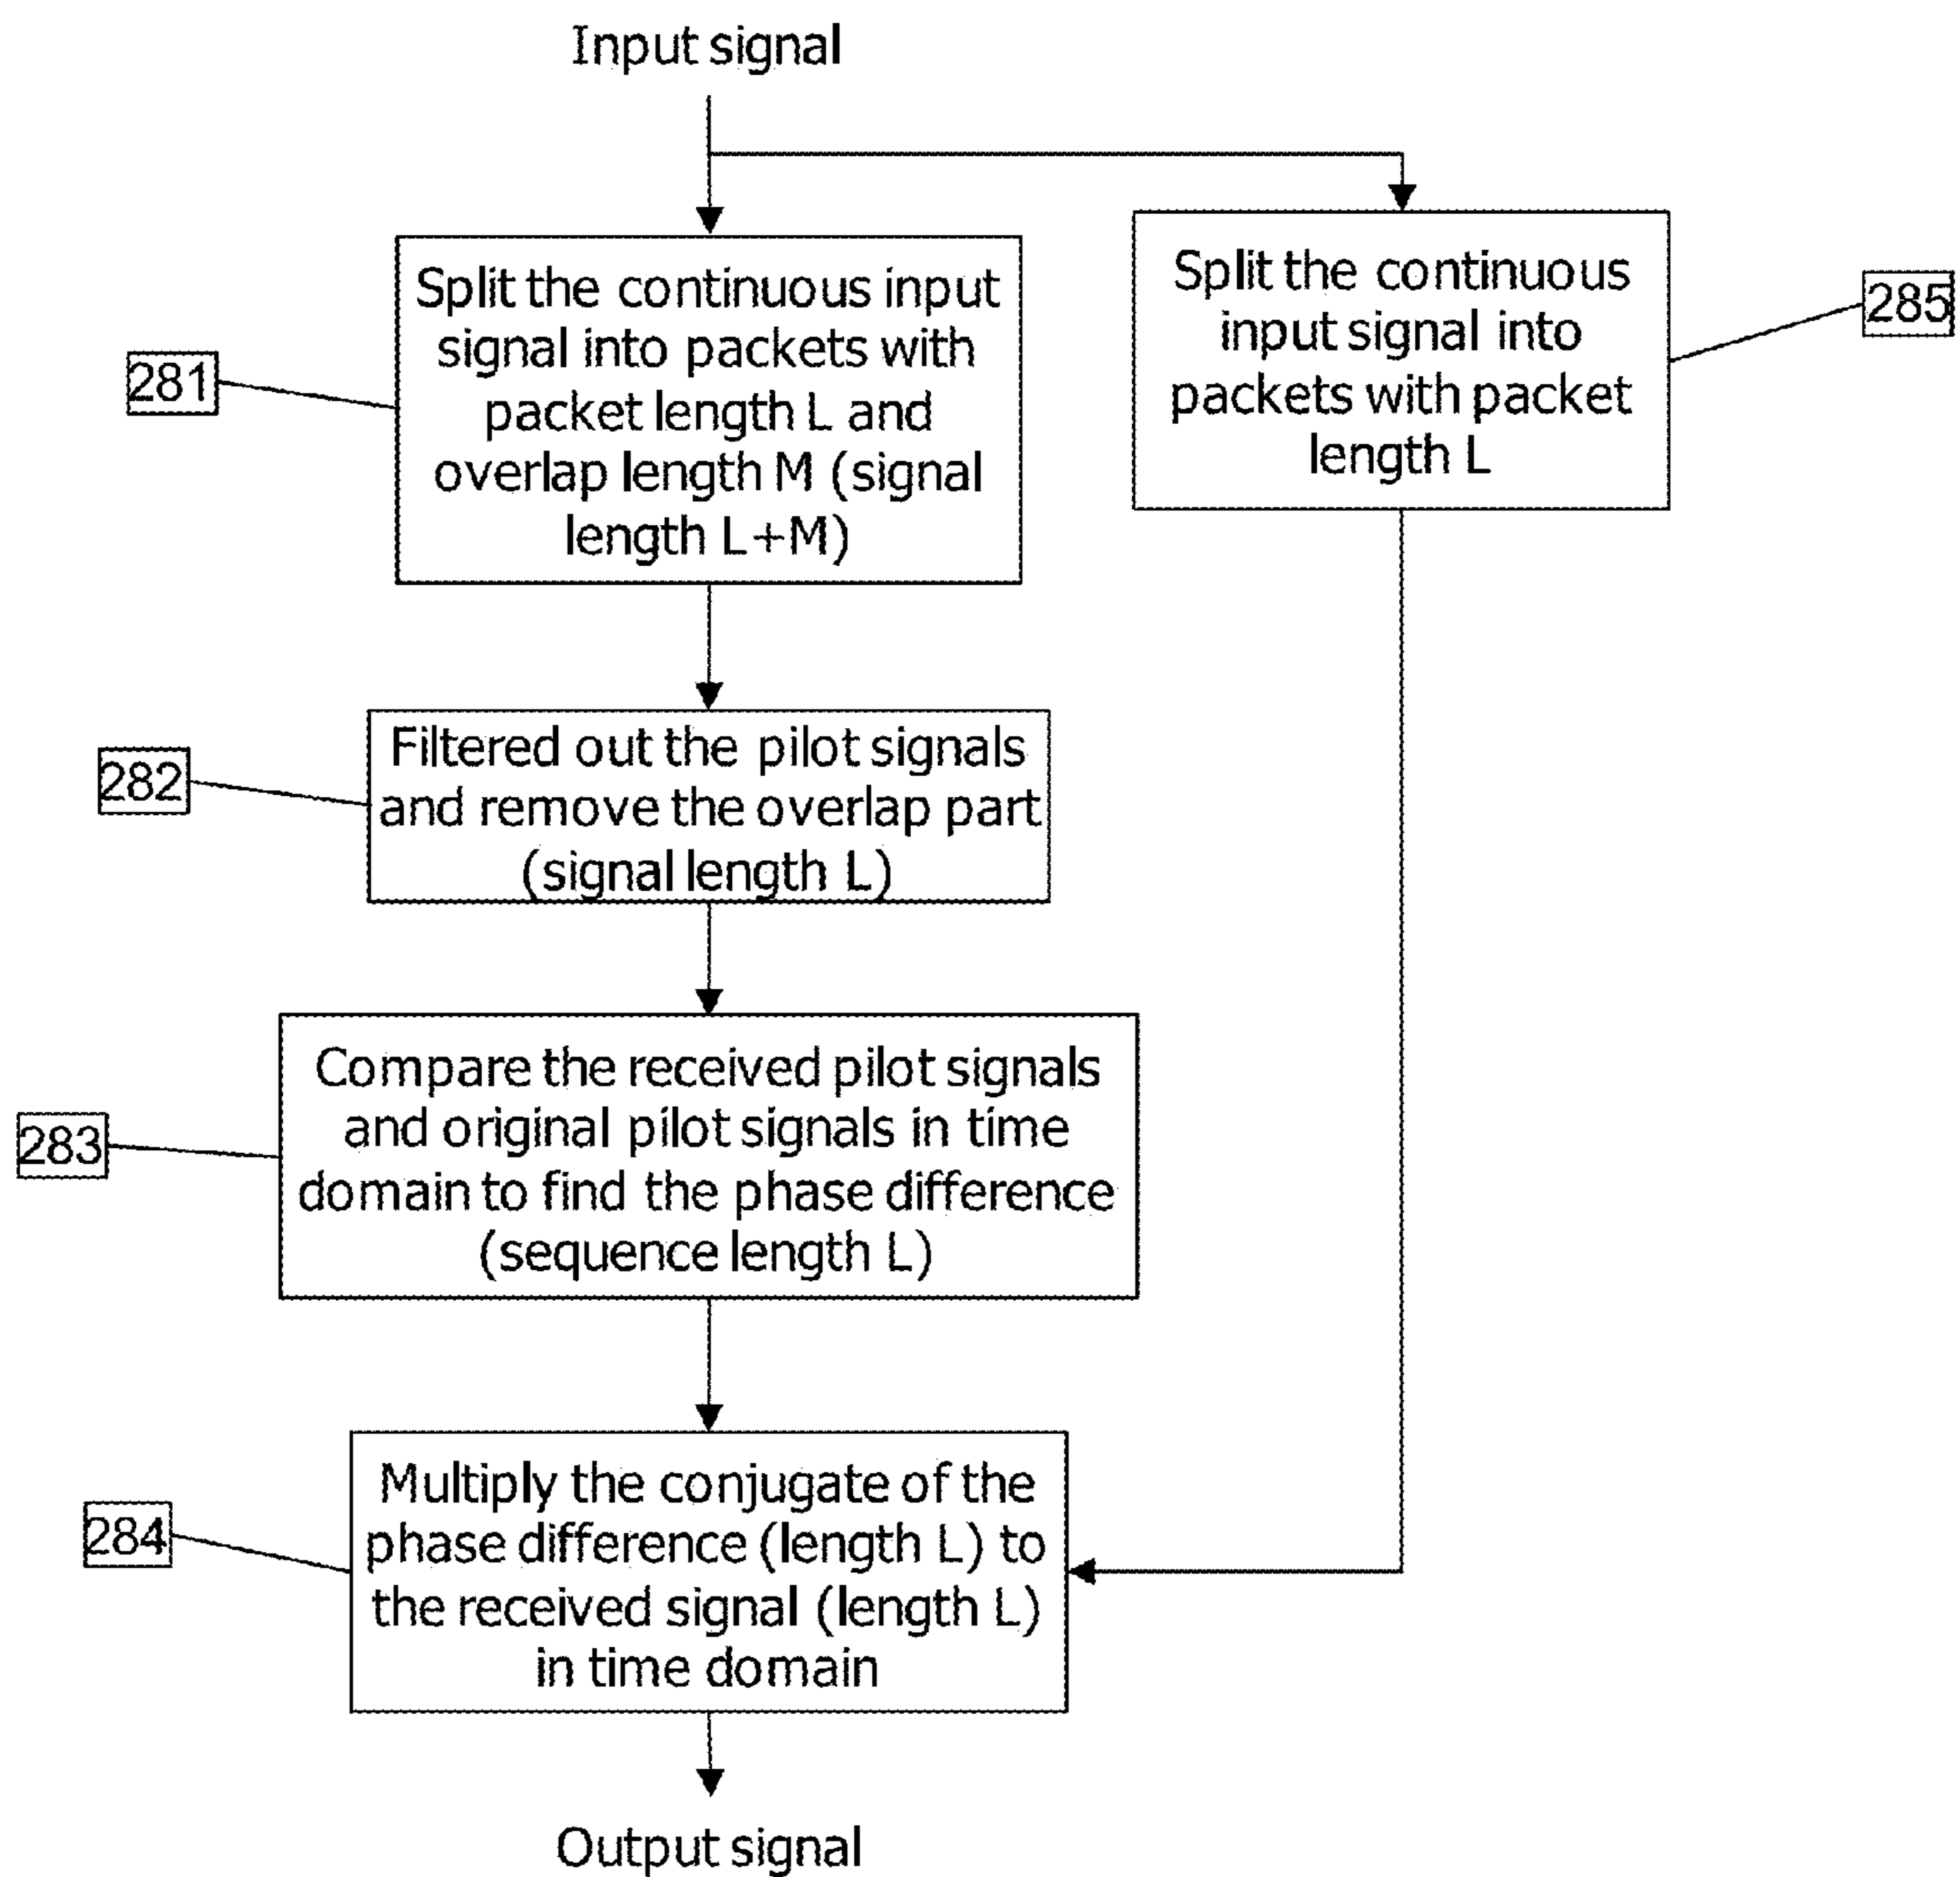 Input signal
Split the continuous input
signal into packets with
packet length L and
overlap length M (signal
length L+M)
281
Split the continuous
input signal into
packets with packet
length L
285
Filtered out the pilot signals
and remove the overlap part
(signal length L)
282
Compare the received pilot signals
and original pilot signals in time
domain to find the phase difference
(sequence length L)
283
Multiply the conjugate of the
phase difference (length L) to
the received signal (length L)
in time domain
284
Output signal